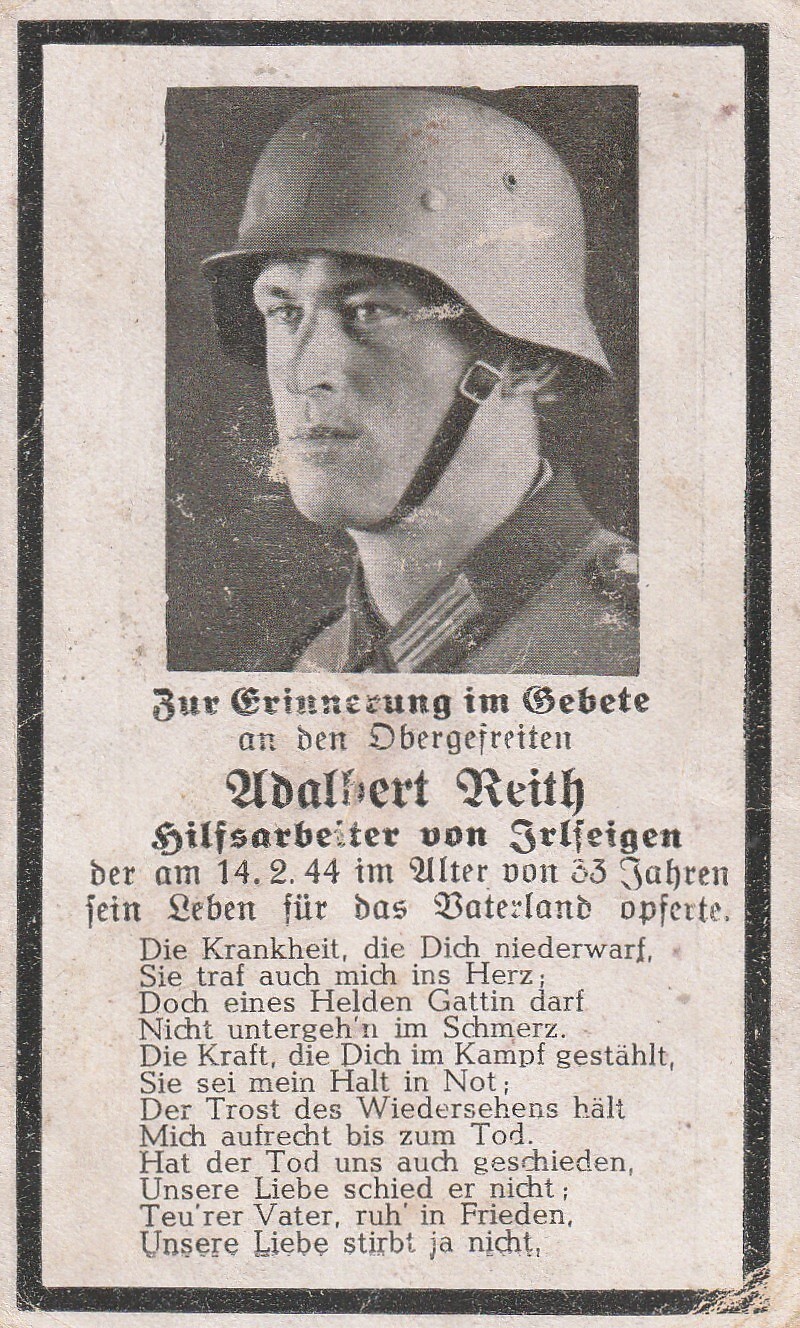 Zur Erinnerung im Gebete
an den Obergefreiten
Adalbert Reith
Hilfsarbeiter von Irlfeigen
der am 14. 2. 44 im Alter von 33 Jahren
sein Leben für das Vaterland opferte.
Die Krankheit, die Dich niederwarf,
Sie traf auch mich ins Herz;
Doch eines Helden Gattin darf
Nicht untergeh'n im Schmerz.
Die Kraft, die Dich im Kampf gestählt,
Sie sei mein Halt in Not;
Der Trost des Wiedersehens hält
Mich aufrecht bis zum Tod.
Hat der Tod uns auch geschieden,
Unsere Liebe schied er nicht;
Teu'rer Vater, ruh' in Frieden,
Unsere Liebe stirbt ja nicht.